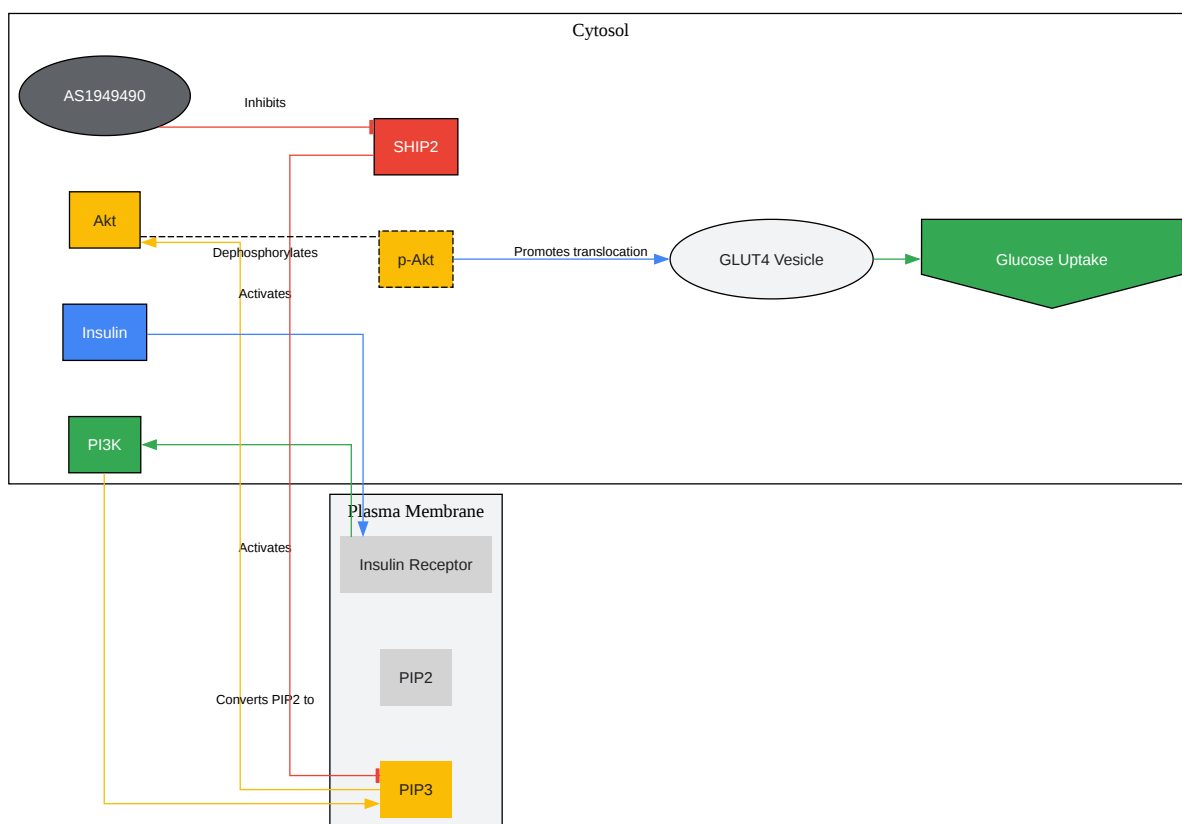 Cytosol
AS1949490
Inhibits
SHIP2
Akt
Dephosphorylates
p-Akt
Promotes translocation
GLUT4 Vesicle
Glucose Uptake
Activates
Insulin
PI3K
Plasma Membrane
Activates
Insulin Receptor
PIP2
Converts PIP2 to
PIP3